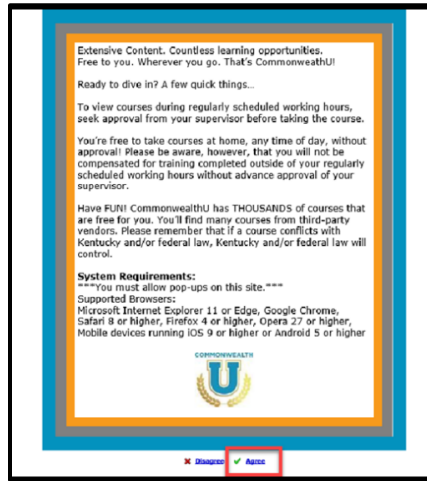 Extensive Content. Countless learning opportunities.
Free to you. Wherever you go. That's CommonweathU!
Ready to dive in? A few quick things...
To view courses during regularly scheduled working hours,
seek approval from your supervisor before taking the course.
You're free to take courses at home, any time of day, without
approval! Please be aware, however, that you will not be
compensated for training completed outside of your regularly
scheduled working hours without advance approval of your
supervisor.
Have FUN! CommonwealthU has THOUSANDS of courses that
are free for you. You'll find many courses from third-party
vendors. Please remember that if a course conflicts with
Kentucky and/or federal law, Kentucky and/or federal law will
control.
System Requirements:
***You must allow pop-ups on this site.***
Supported Browsers:
Microsoft Internet Explorer 11 or Edge, Google Chrome,
Safari 8 or higher, Firefox 4 or higher, Opera 27 or higher,
Mobile devices running iOS 9 or higher or Android 5 or higher
COMMONWEALTH
U
Disagree Agree